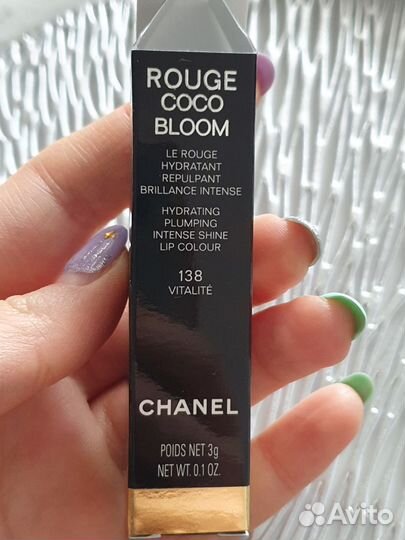 ROUGE
COCO
BLOOM
LE ROUGE
HYDRATANT
REPULPANT
BRILLANCE INTENSE
HYDRATING
PLUMPING
INTENSE SHINE
LIP COLOUR
138
VITALITÉ
CHANEL
POIDS NET 3g
NET WT. 0.1 OZ.
Avito